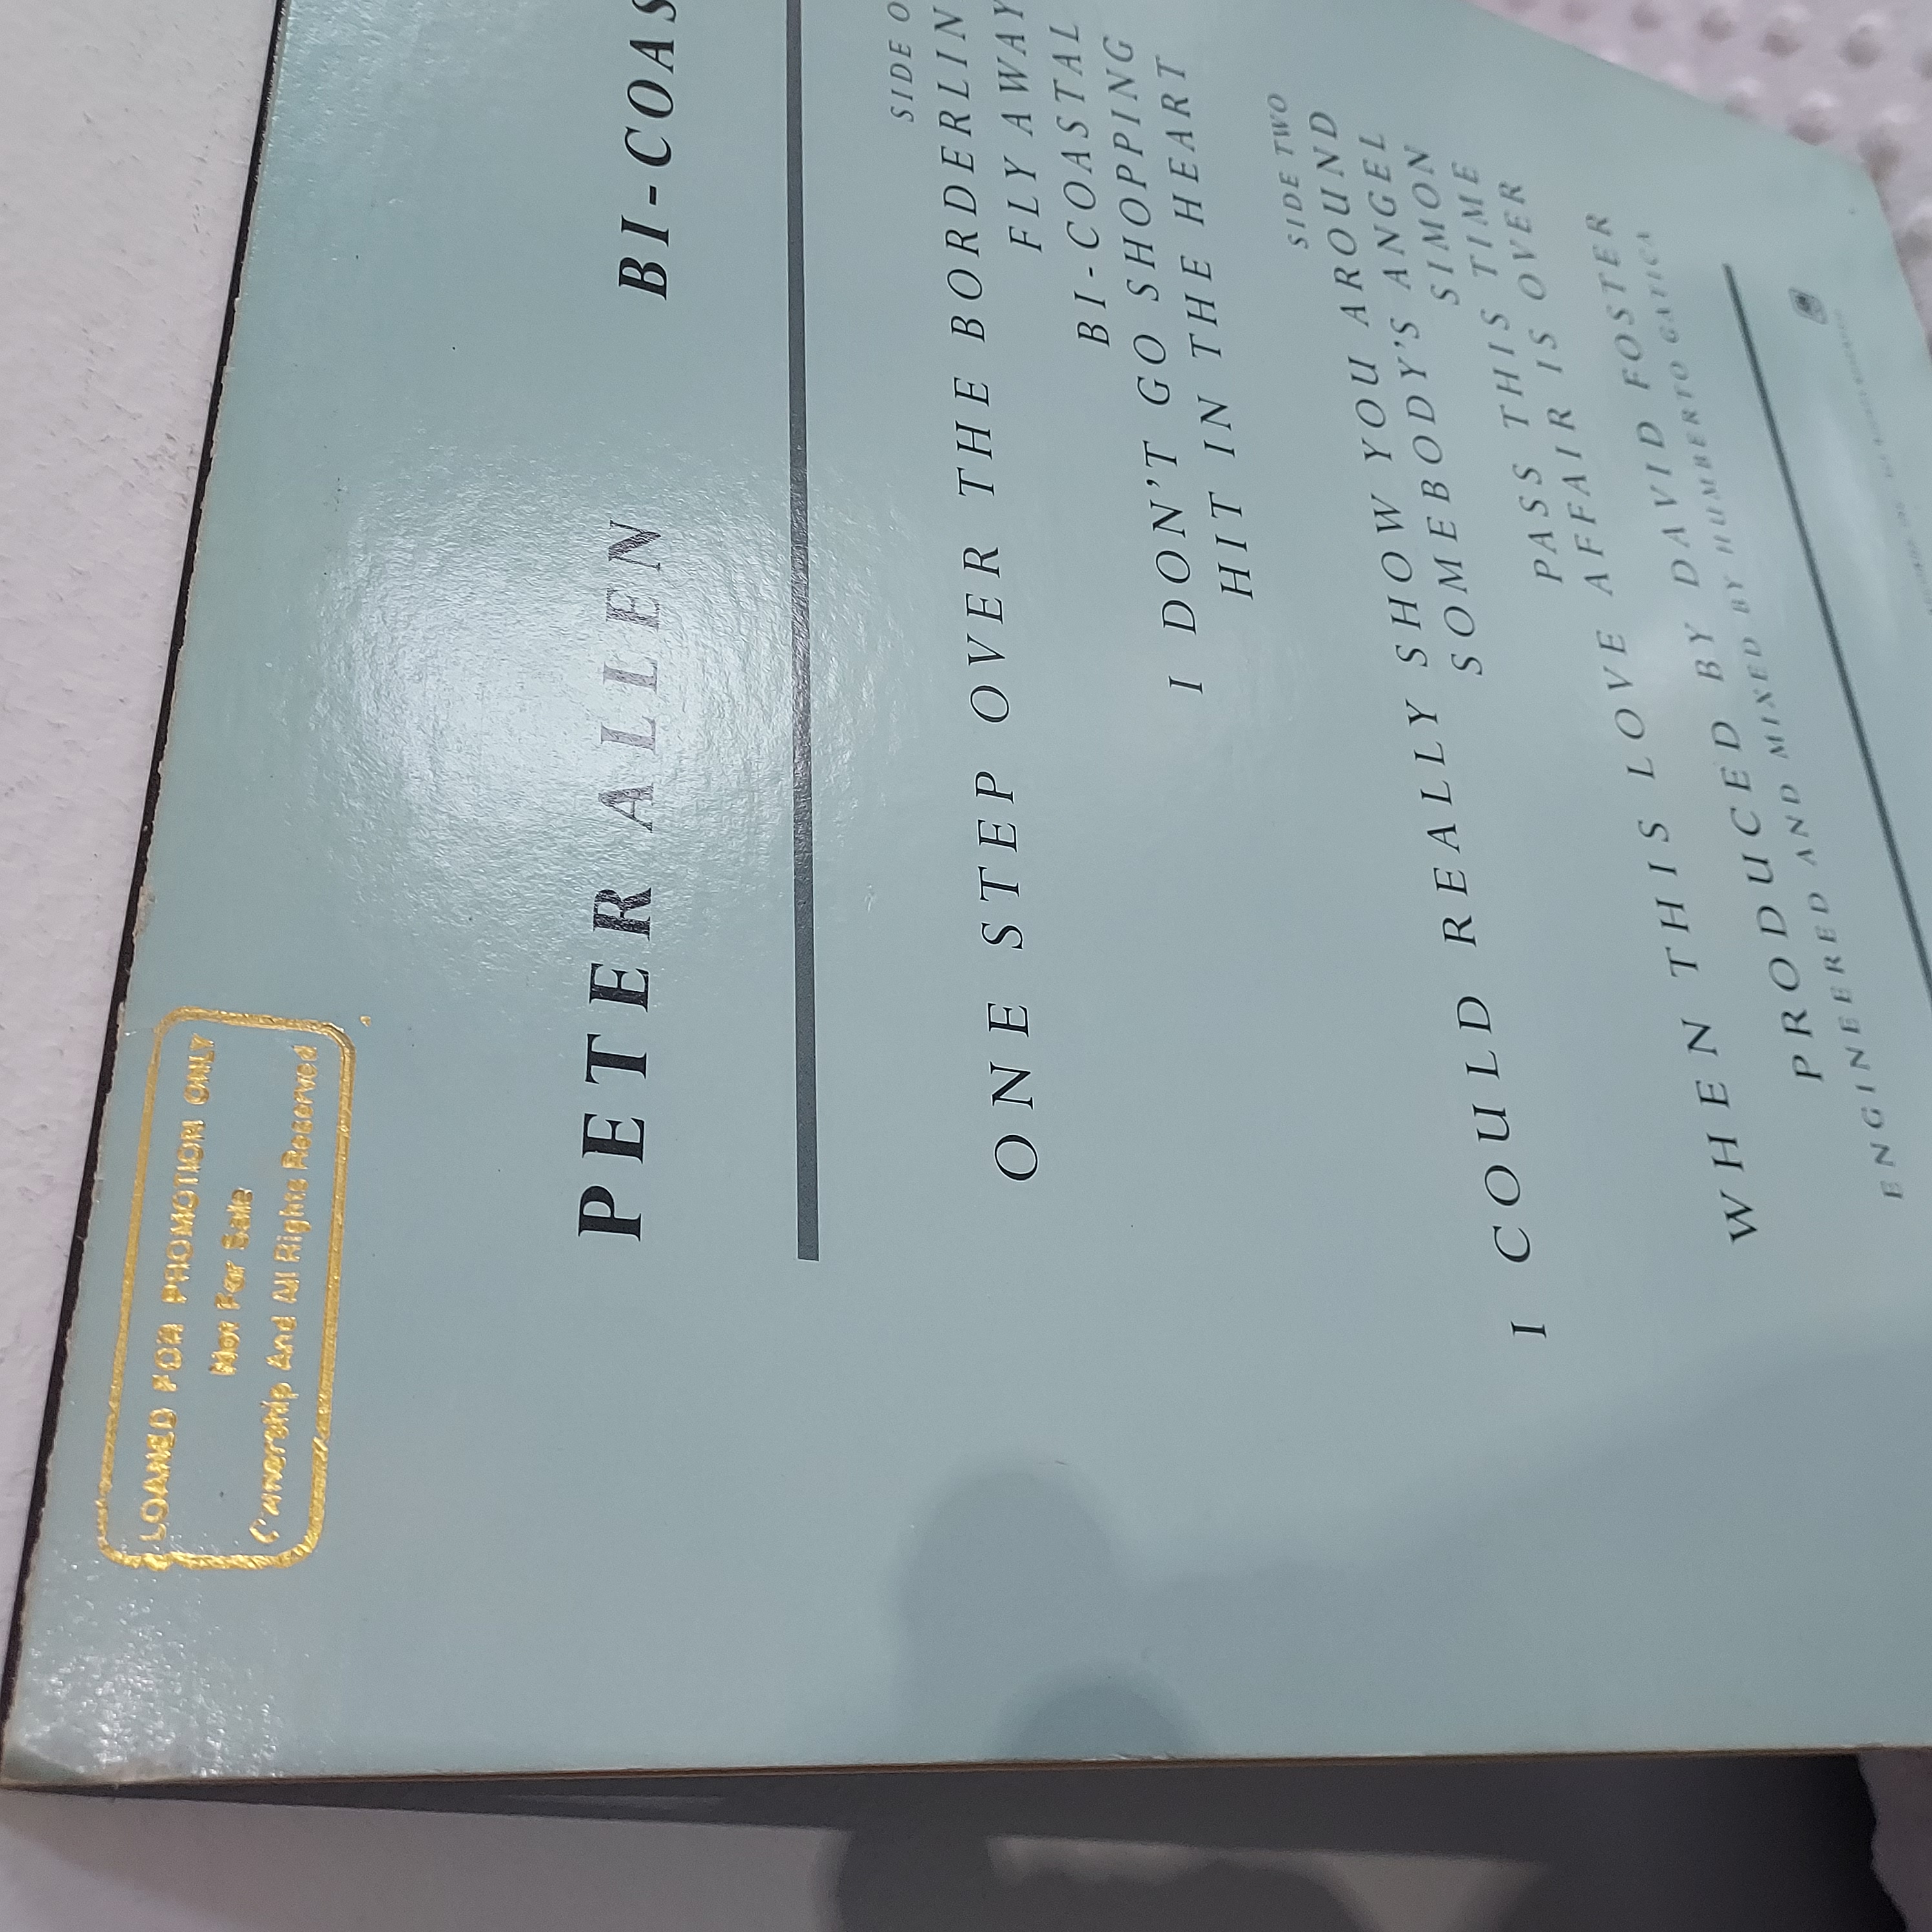 LOANED FOR PROMOTION ONLY
Not For Sale
Ownership And All Rights Reserved
PETER ALLEN BI-COAS
SIDE O
ONE STEP OVER THE BORDERLIN
FLY AWAY
BI-COASTAL
I DON'T GO SHOPPING
HIT IN THE HEART
SIDE TWO
I COULD REALLY SHOW YOU AROUND
SOMEBODY'S ANGEL
SIMON
PASS THIS TIME
WHEN THIS LOVE AFFAIR IS OVER
PRODUCED BY DAVID FOSTER
ENGINEERED AND MIXED BY HUMBERTO GATICA